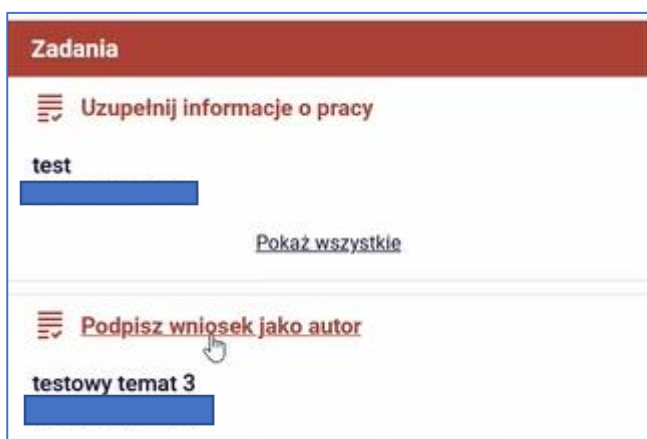 Zadania
Uzupełnij informacje o pracy
test
Pokaż wszystkie
Podpisz wniosek jako autor
testowy temat 3